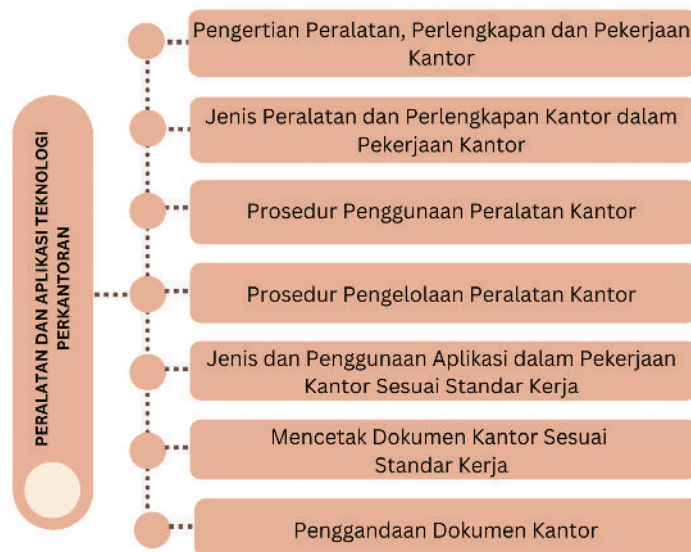 PERALATAN DAN APLIKASI TEKNOLOGI
PERKANTORAN
Pengertian Peralatan, Perlengkapan dan Pekerjaan
Kantor
Jenis Peralatan dan Perlengkapan Kantor dalam
Pekerjaan Kantor
Prosedur Penggunaan Peralatan Kantor
Prosedur Pengelolaan Peralatan Kantor
Jenis dan Penggunaan Aplikasi dalam Pekerjaan
Kantor Sesuai Standar Kerja
Mencetak Dokumen Kantor Sesuai
Standar Kerja
Penggandaan Dokumen Kantor